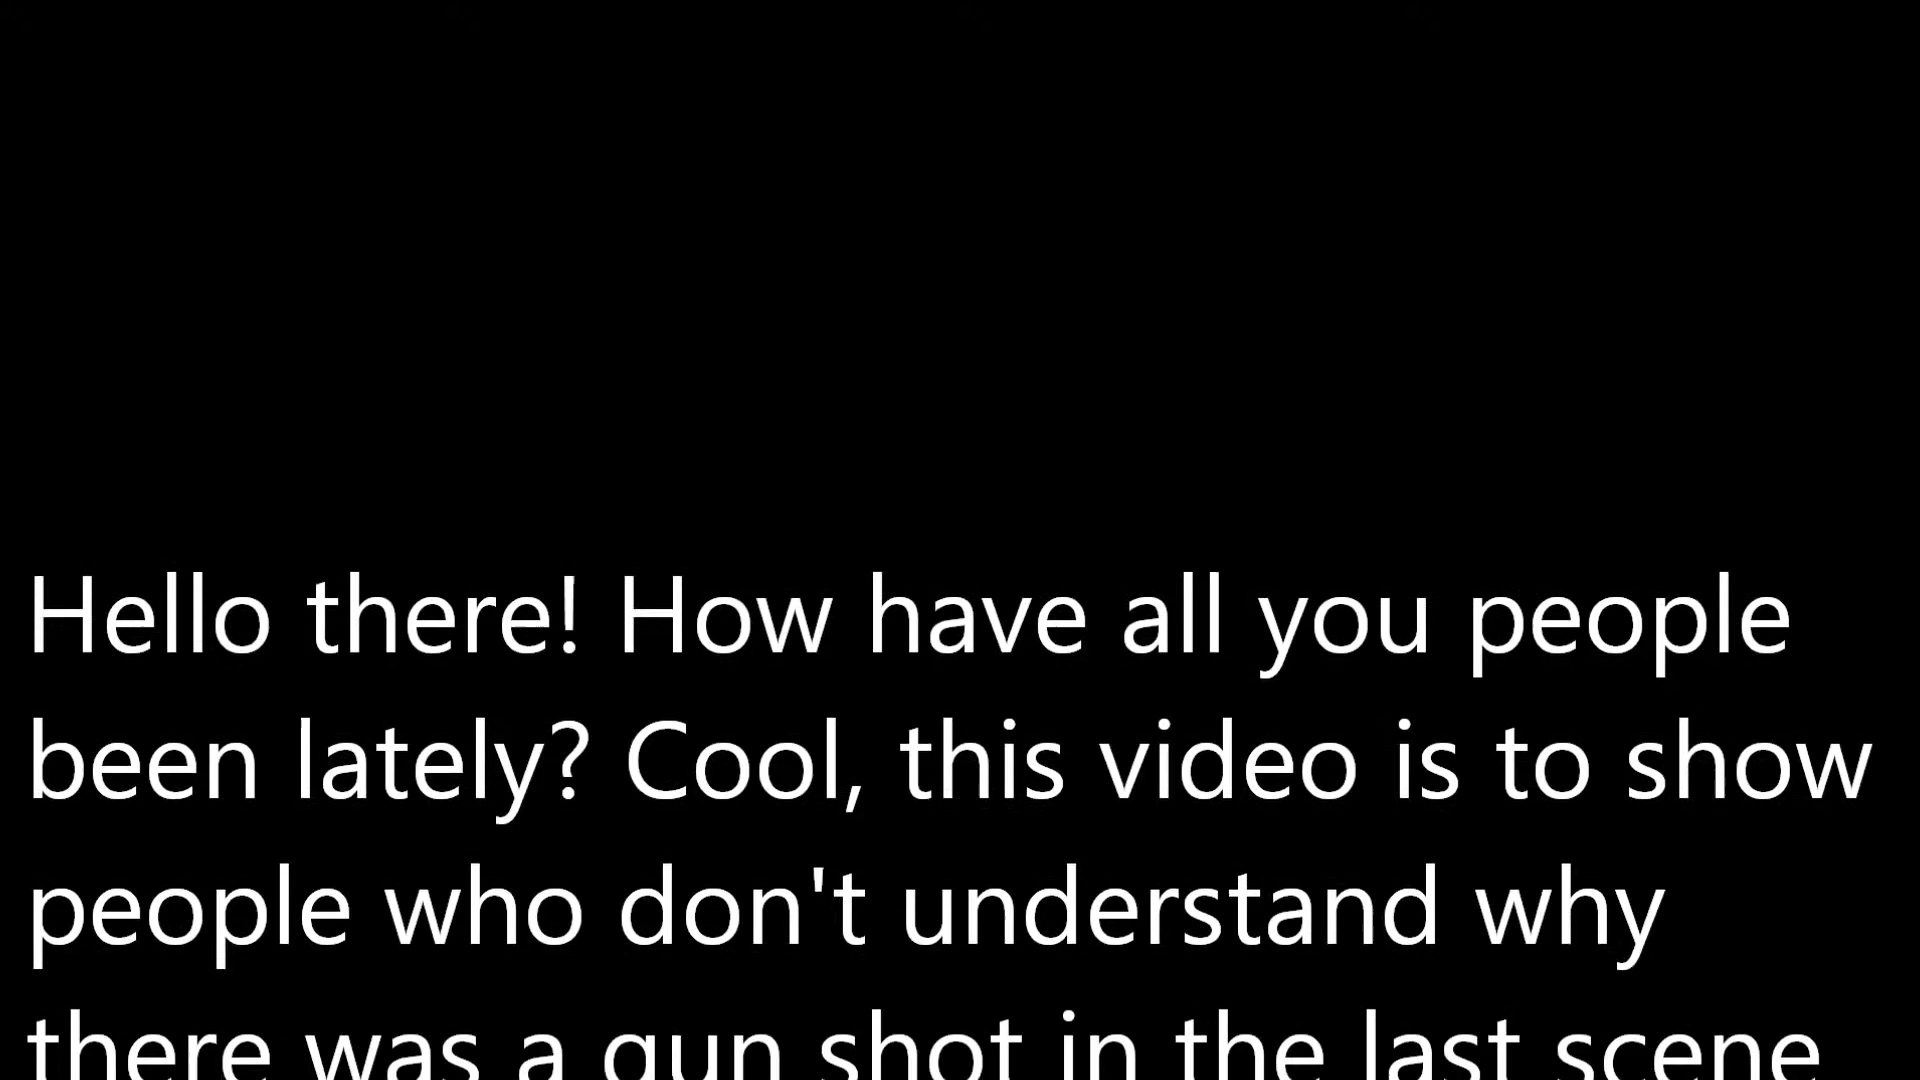 Hello there! How have all you people
been lately? Cool, this video is to show
people who don't understand why
there was a gun shot in the last scene